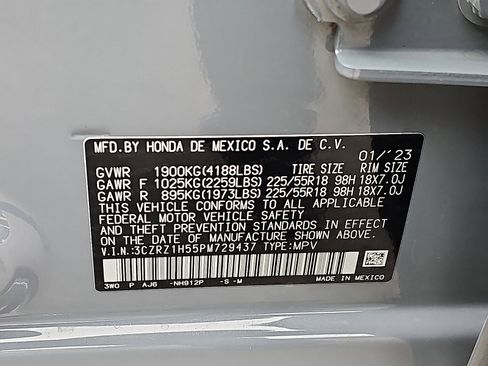 MFD.BY HONDA DE MEXICO S.A. DE C.V.
01/'23
GVWR 1900KG(4188LBS) TIRE SIZE RIM SIZE
GAWR F 1025KG(2259LBS) 225/55R18 98H 18X7.0J
GAWR R 895KG(1973LBS) 225/55R18 98H 18X7.0J
THIS VEHICLE CONFORMS TO ALL APPLICABLE
FEDERAL MOTOR VEHICLE SAFETY
AND THEFT PREVENTION STANDARDS IN EFFECT
ON THE DATE OF MANUFACTURE SHOWN ABOVE.
V.I.N.:3CZRZ1H55PM729437 TYPE:MPV
3W0 P AJ6 -NH912P -S -M MADE IN MEXICO